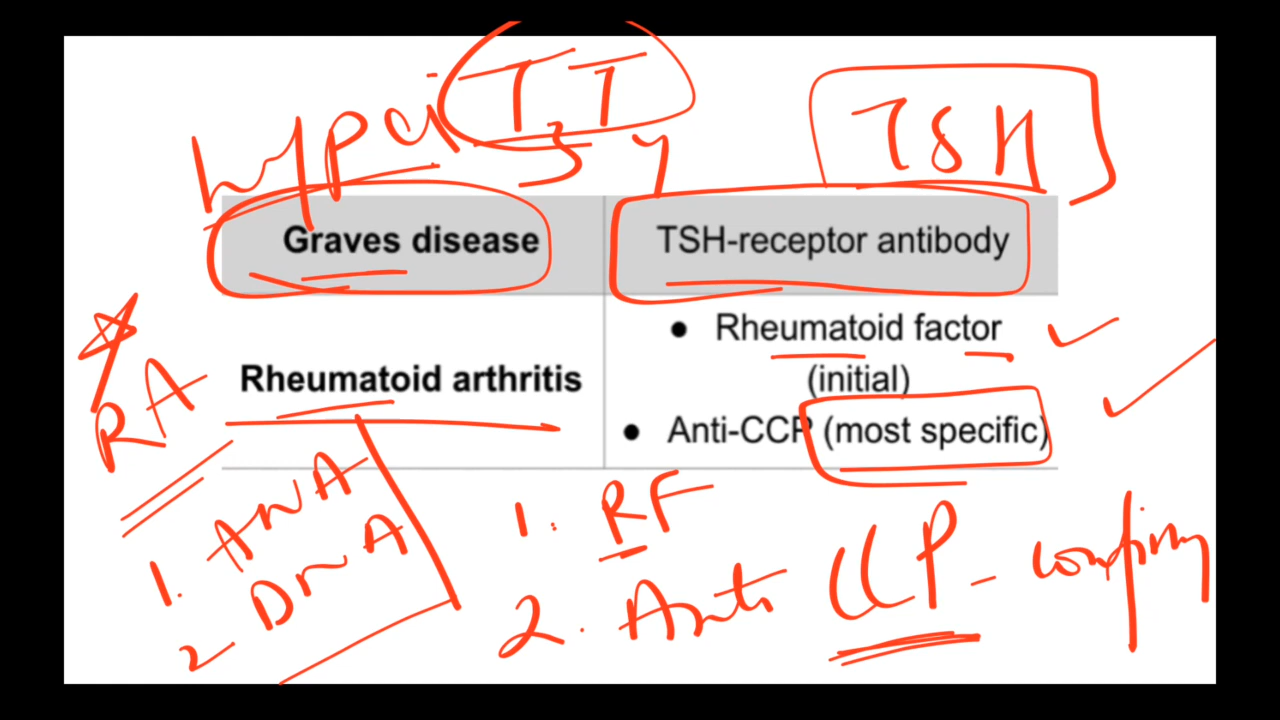 hyper T3 T4 TSH
Graves disease TSH-receptor antibody
● Rheumatoid factor
(initial)
Rheumatoid arthritis
● Anti-CCP (most specific)
RA
1. ANA
2 DNA
1. RF
2. Anti CCP - confirm